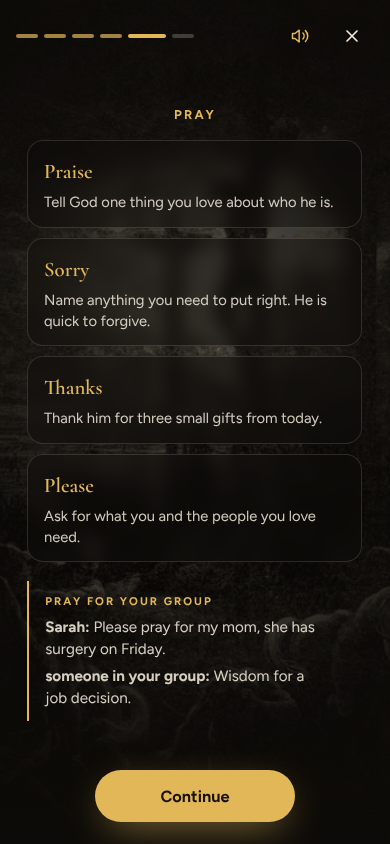 PRAY
Praise
Tell God one thing you love about who he is.
Sorry
Name anything you need to put right. He is
quick to forgive.
Thanks
Thank him for three small gifts from today.
Please
Ask for what you and the people you love
need.
PRAY FOR YOUR GROUP
Sarah: Please pray for my mom, she has
surgery on Friday.
someone in your group: Wisdom for a
job decision.
Continue